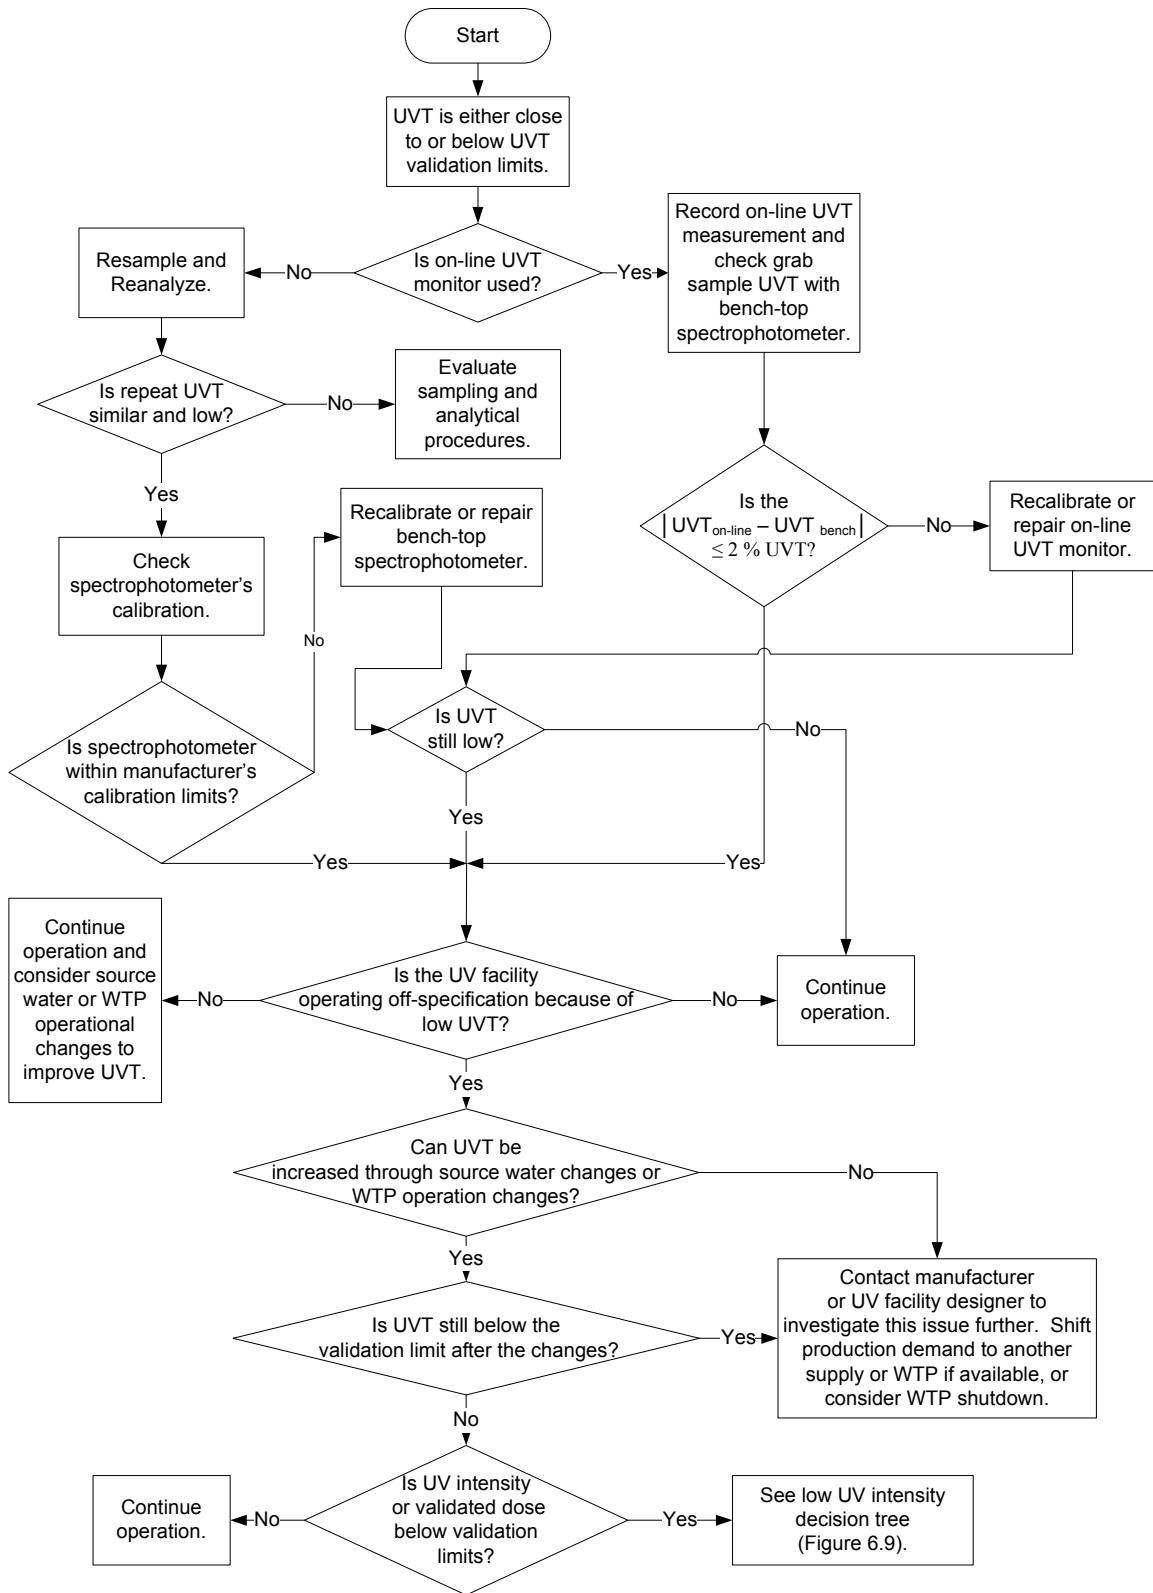 Start
UVT is either close
to or below UVT
validation limits.
Is on-line UVT
monitor used?
No
Yes
Resample and
Reanalyze.
Record on-line UVT
measurement and
check grab
sample UVT with
bench-top
spectrophotometer.
Is repeat UVT
similar and low?
No
Evaluate
sampling and
analytical
procedures.
Yes
Is the
|UVTon-line – UVT bench|
≤ 2 % UVT?
No
Recalibrate or
repair on-line
UVT monitor.
Recalibrate or repair
bench-top
spectrophotometer.
Check
spectrophotometer's
calibration.
No
Is spectrophotometer
within manufacturer's
calibration limits?
Is UVT
still low?
No
Yes
Yes
Yes
Continue
operation and
consider source
water or WTP
operational
changes to
improve UVT.
No
Is the UV facility
operating off-specification because of
low UVT?
No
Continue
operation.
Yes
Can UVT be
increased through source water changes or
WTP operation changes?
No
Yes
Is UVT still below the
validation limit after the changes?
Yes
Contact manufacturer
or UV facility designer to
investigate this issue further.  Shift
production demand to another
supply or WTP if available, or
consider WTP shutdown.
No
Continue
operation.
No
Is UV intensity
or validated dose
below validation
limits?
Yes
See low UV intensity
decision tree
(Figure 6.9).